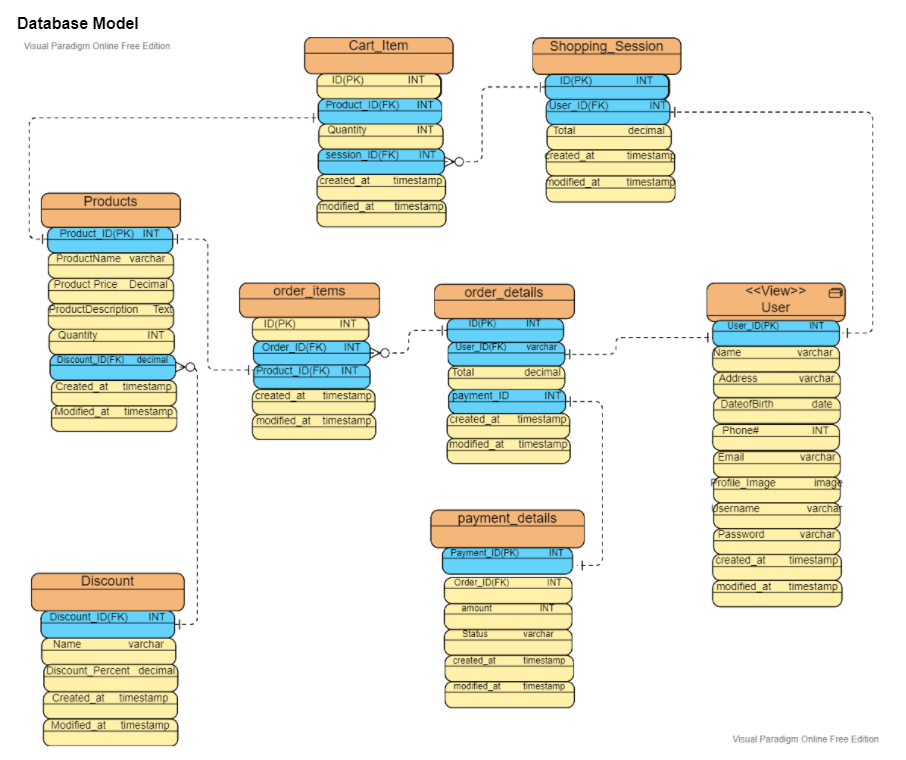 Database Model
Visual Paradigm Online Free Edition
Cart_Item
ID(PK) INT
Product_ID(FK) INT
Quantity INT
session_ID(FK) INT
created_at timestamp
modified_at timestamp
Shopping_Session
ID(PK) INT
User_ID(FK) INT
Total decimal
created_at timestamp
modified_at timestamp
Products
Product_ID(PK) INT
ProductName varchar
Product Price Decimal
ProductDescription Text
Quantity INT
Discount_ID(FK) decimal
Created_at timestamp
Modified_at timestamp
order_items
ID(PK) INT
Order_ID(FK) INT
Product_ID(FK) INT
created_at timestamp
modified_at timestamp
order_details
ID(PK) INT
User_ID(FK) varchar
Total decimal
payment_ID INT
created_at timestamp
modified_at timestamp
<<View>>
User
User_ID(PK) INT
Name varchar
Address varchar
DateofBirth date
Phone# INT
Email varchar
Profile_Image image
Username varchar
Password varchar
created_at timestamp
modified_at timestamp
payment_details
Payment_ID(PK) INT
Order_ID(FK) INT
amount INT
Status varchar
created_at timestamp
modified_at timestamp
Discount
Discount_ID(FK) INT
Name varchar
Discount_Percent decimal
Created_at timestamp
Modified_at timestamp
Visual Paradigm Online Free Edition